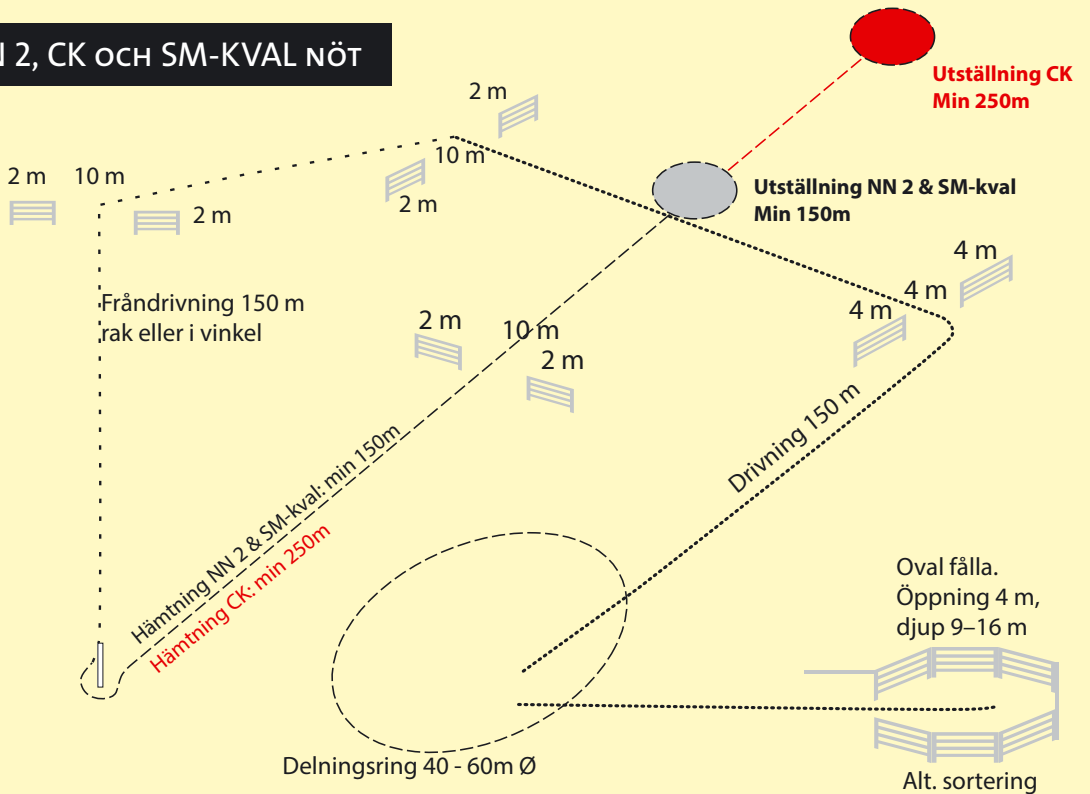 2, CK OCH SM-KVAL NÖT
Utställning CK
Min 250m
2 m
10 m
2 m
2 m
10 m
2 m
Utställning NN 2 & SM-kval
Min 150m
4 m
4 m
4 m
Fråndrivning 150 m
rak eller i vinkel
2 m
10 m
2 m
Drivning 150 m
Hämtning NN 2 & SM-kval: min 150m
Hämtning CK: min 250m
Oval fålla.
Öppning 4 m,
djup 9–16 m
Delningsring 40 - 60m Ø
Alt. sortering